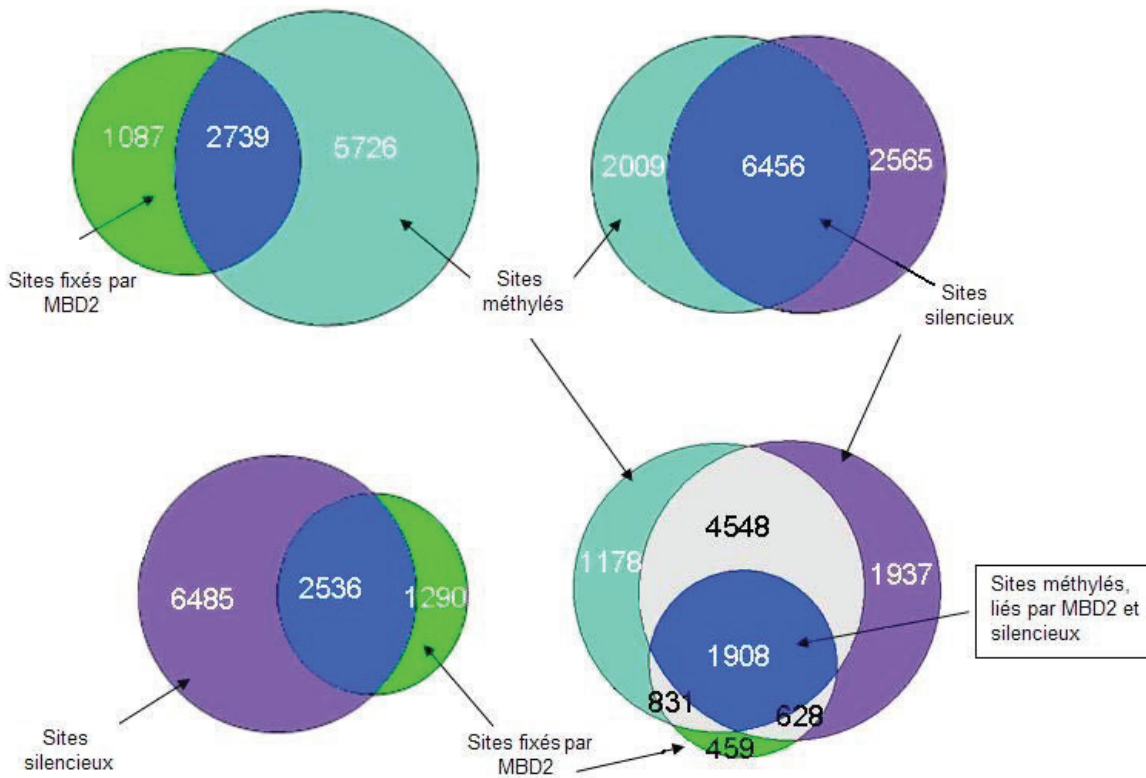 1087
2739
5726
2009
6456
2565
Sites fixés par
MBD2
Sites
méthylés
Sites
silencieux
6485
2536
1290
1178
4548
1937
1908
831
628
459
Sites méthylés,
liés par MBD2 et
silencieux
Sites
silencieux
Sites fixés par
MBD2